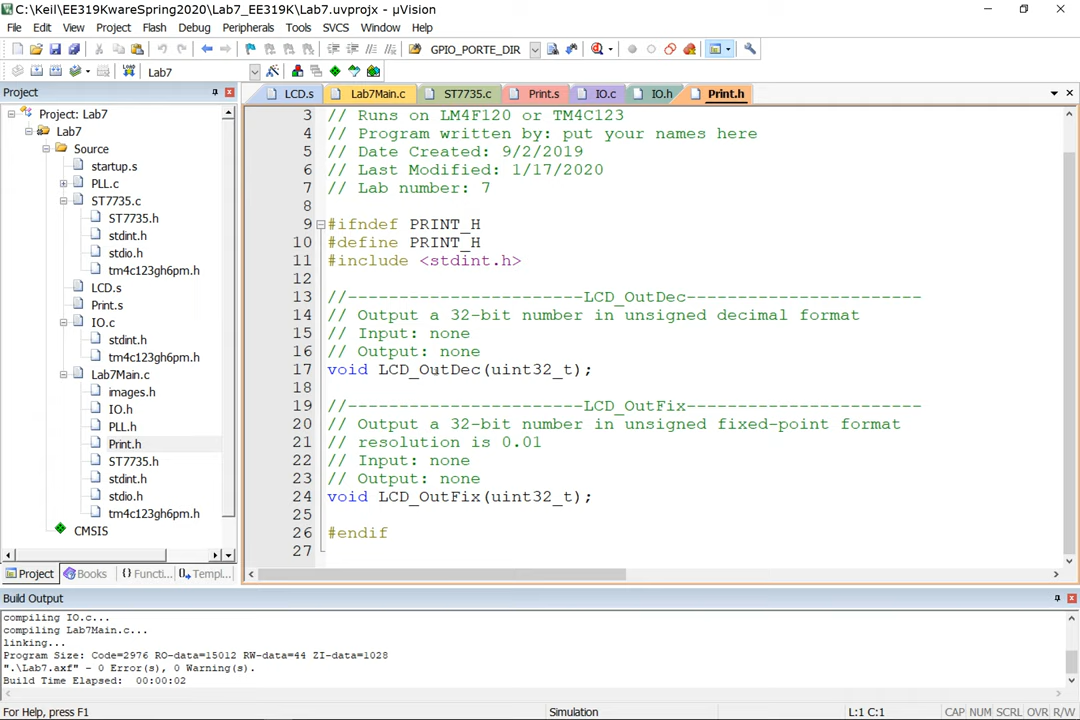 C:\Keil\EE319KwareSpring2020\Lab7_EE319K\Lab7.uvprojx - µVision
File Edit View Project Flash Debug Peripherals Tools SVCS Window Help
GPIO_PORTE_DIR
Lab7
Project
Project: Lab7
Lab7
Source
startup.s
PLL.c
ST7735.c
ST7735.h
stdint.h
stdio.h
tm4c123gh6pm.h
LCD.s
Print.s
IO.c
stdint.h
tm4c123gh6pm.h
Lab7Main.c
images.h
IO.h
PLL.h
Print.h
ST7735.h
stdint.h
stdio.h
tm4c123gh6pm.h
CMSIS
Project Books {} Functi... Templ...
LCD.s Lab7Main.c ST7735.c Print.s IO.c IO.h Print.h
3 // Runs on LM4F120 or TM4C123
4 // Program written by: put your names here
5 // Date Created: 9/2/2019
6 // Last Modified: 1/17/2020
7 // Lab number: 7
8
9 #ifndef PRINT_H
10 #define PRINT_H
11 #include <stdint.h>
12
13 //-----------------------LCD_OutDec-----------------------
14 // Output a 32-bit number in unsigned decimal format
15 // Input: none
16 // Output: none
17 void LCD_OutDec(uint32_t);
18
19 //-----------------------LCD_OutFix-----------------------
20 // Output a 32-bit number in unsigned fixed-point format
21 // resolution is 0.01
22 // Input: none
23 // Output: none
24 void LCD_OutFix(uint32_t);
25
26 #endif
27
Build Output
compiling IO.c...
compiling Lab7Main.c...
linking...
Program Size: Code=2976 RO-data=15012 RW-data=44 ZI-data=1028
".\Lab7.axf" - 0 Error(s), 0 Warning(s).
Build Time Elapsed: 00:00:02
For Help, press F1 Simulation L:1 C:1 CAP NUM SCRL OVR R/W